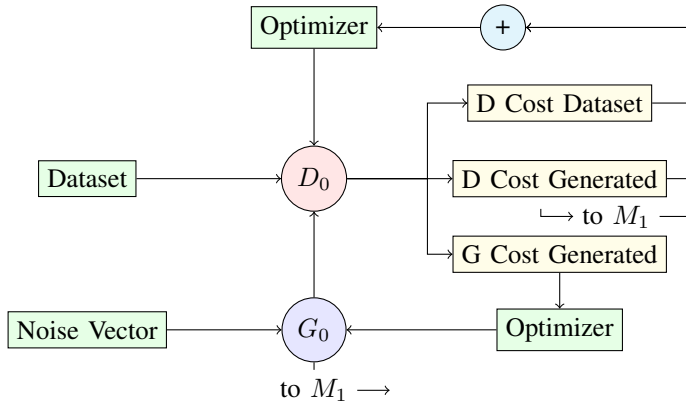 Optimizer
+
D Cost Dataset
Dataset
D₀
D Cost Generated
to M₁
G Cost Generated
Noise Vector
G₀
Optimizer
to M₁